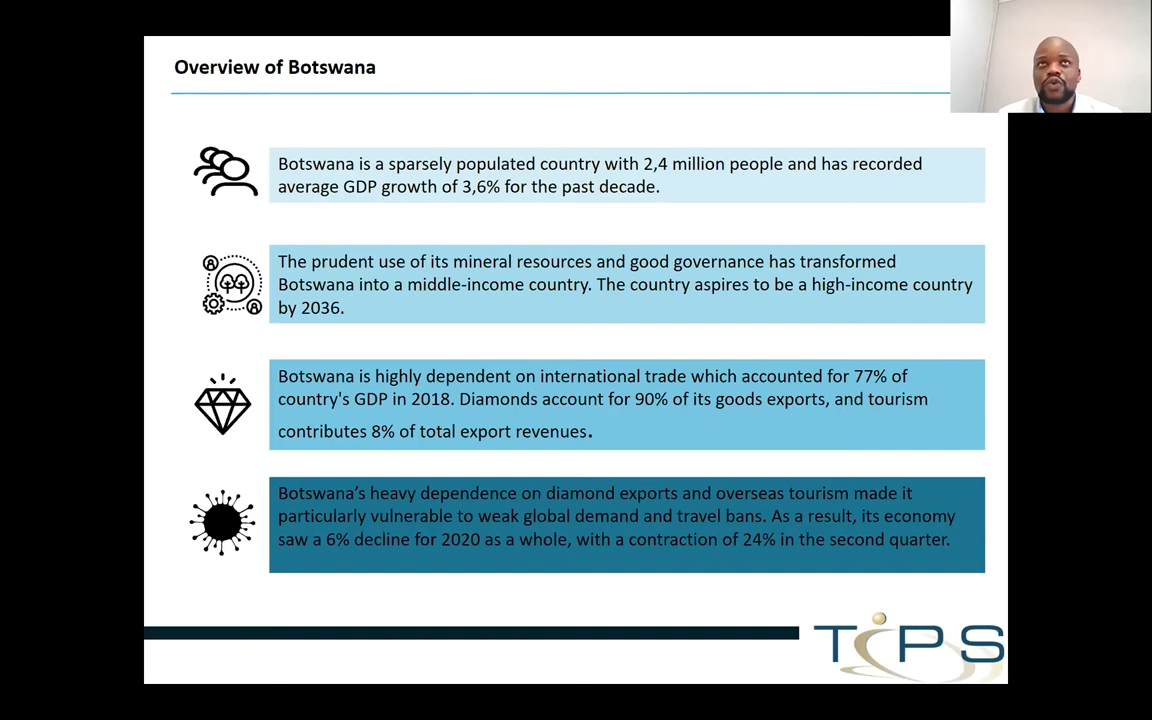 Overview of Botswana
Botswana is a sparsely populated country with 2,4 million people and has recorded
average GDP growth of 3,6% for the past decade.
The prudent use of its mineral resources and good governance has transformed
Botswana into a middle-income country. The country aspires to be a high-income country
by 2036.
Botswana is highly dependent on international trade which accounted for 77% of
country's GDP in 2018. Diamonds account for 90% of its goods exports, and tourism
contributes 8% of total export revenues.
Botswana’s heavy dependence on diamond exports and overseas tourism made it
particularly vulnerable to weak global demand and travel bans. As a result, its economy
saw a 6% decline for 2020 as a whole, with a contraction of 24% in the second quarter.
TiPS